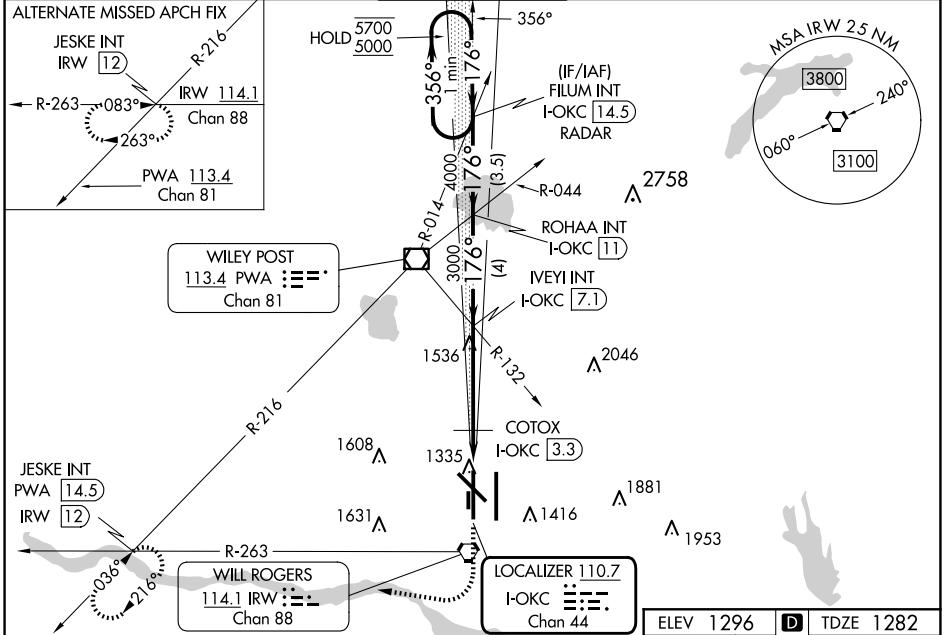 ALTERNATE MISSED APCH FIX
JESKE INT
IRW 12
R-216
R-263
083°
IRW 114.1
Chan 88
263°
PWA 113.4
Chan 81
HOLD 5700
5000
356°
1 min
176°
356°
(IF/IAF)
FILUM INT
I-OKC 14.5
RADAR
MSA IRW 25 NM
3800
240°
060°
3100
4000
176°
(3.5)
R-014
R-044
2758
ROHAA INT
I-OKC 11
WILEY POST
113.4 PWA
Chan 81
3000
176°
(4)
IVEYI INT
I-OKC 7.1
1536
R-132
2046
R-216
COTOX
I-OKC 3.3
1608
1335
JESKE INT
PWA 14.5
IRW 12
1631
1416
1881
1953
R-263
036°
216°
WILL ROGERS
114.1 IRW
Chan 88
LOCALIZER 110.7
I-OKC
Chan 44
ELEV 1296 D TDZE 1282